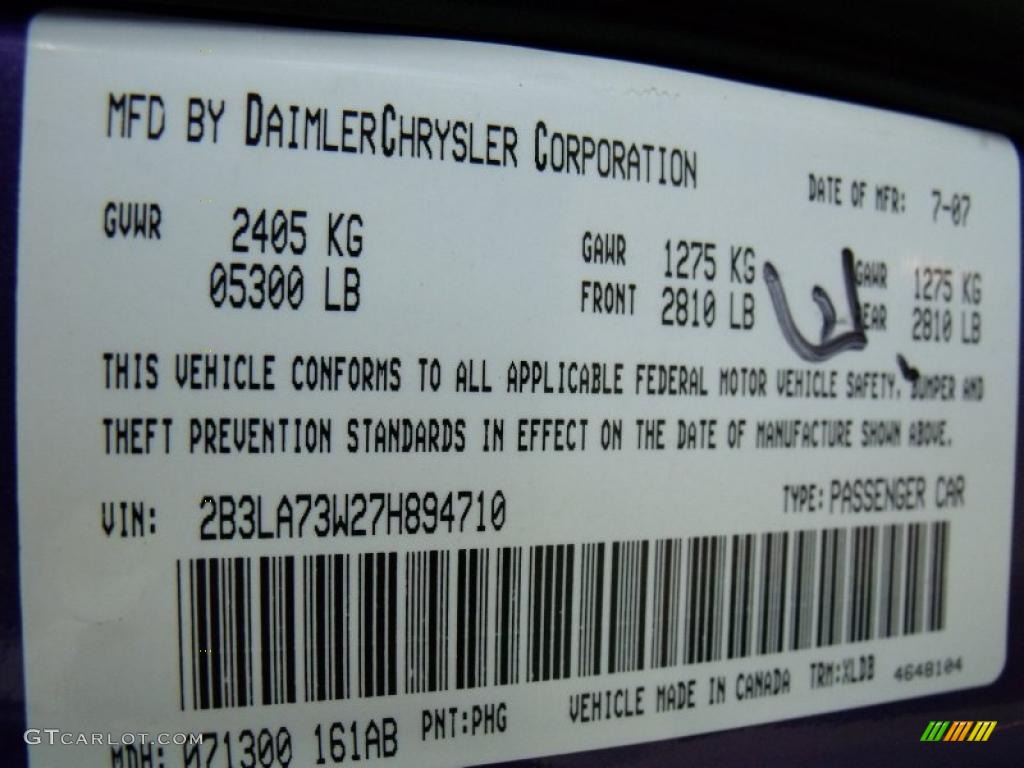 MFD BY DAIMLERCHRYSLER CORPORATION
DATE OF MFR: 7-07
GVWR 2405 KG GAWR 1275 KG GAWR 1275 KG
05300 LB FRONT 2810 LB REAR 2810 LB
THIS VEHICLE CONFORMS TO ALL APPLICABLE FEDERAL MOTOR VEHICLE SAFETY, BUMPER AND
THEFT PREVENTION STANDARDS IN EFFECT ON THE DATE OF MANUFACTURE SHOWN ABOVE.
VIN: 2B3LA73W27H894710 TYPE: PASSENGER CAR
MDH: 071300 161AB PNT:PHG VEHICLE MADE IN CANADA TRM:XLDB 4648104
GTCARLOT.COM